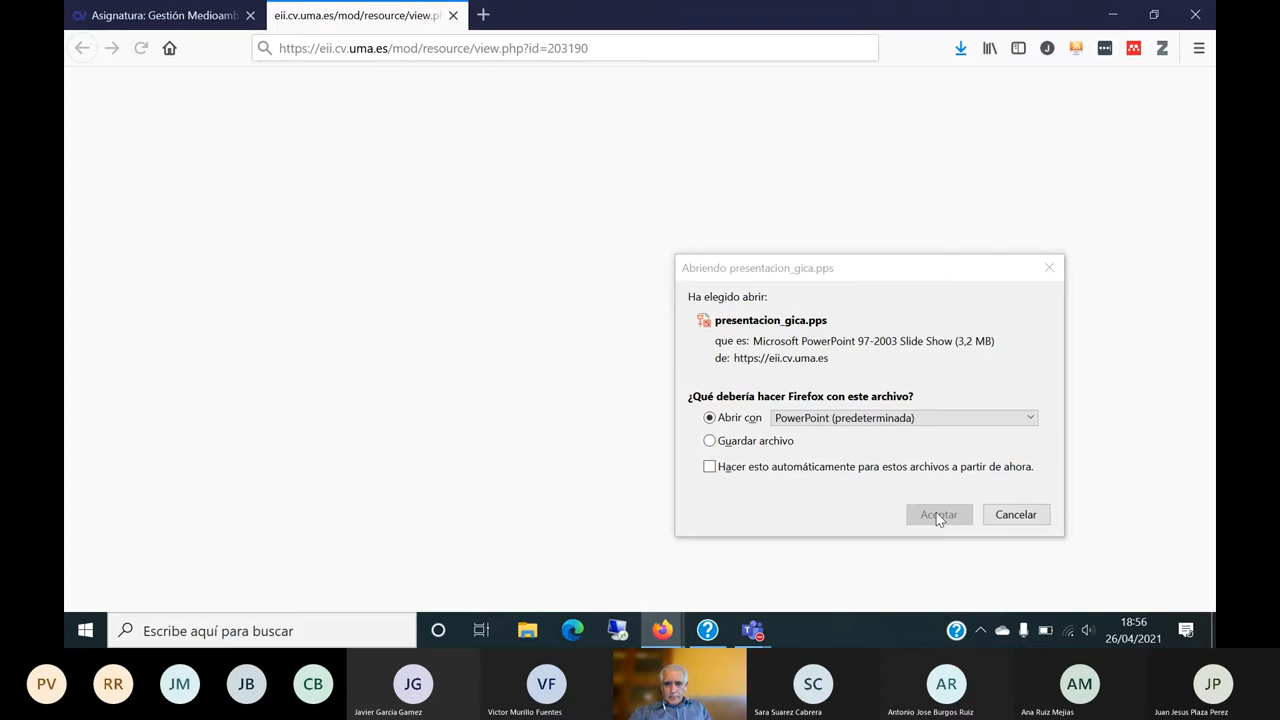 Asignatura: Gestión Medioamb
eii.cv.uma.es/mod/resource/view.p
https://eii.cv.uma.es/mod/resource/view.php?id=203190
J
Z
Abriendo presentacion_gica.pps
Ha elegido abrir:
presentacion_gica.pps
que es: Microsoft PowerPoint 97-2003 Slide Show (3,2 MB)
de: https://eii.cv.uma.es
¿Qué debería hacer Firefox con este archivo?
Abrir con
PowerPoint (predeterminada)
Guardar archivo
Hacer esto automáticamente para estos archivos a partir de ahora.
Aceptar
Cancelar
Escribe aquí para buscar
18:56
26/04/2021
PV
RR
JM
JB
CB
JG
VF
SC
AR
AM
JP
Javier Garcia Gamez
Victor Murillo Fuentes
Sara Suarez Cabrera
Antonio Jose Burgos Ruiz
Ana Ruiz Mejias
Juan Jesus Plaza Perez